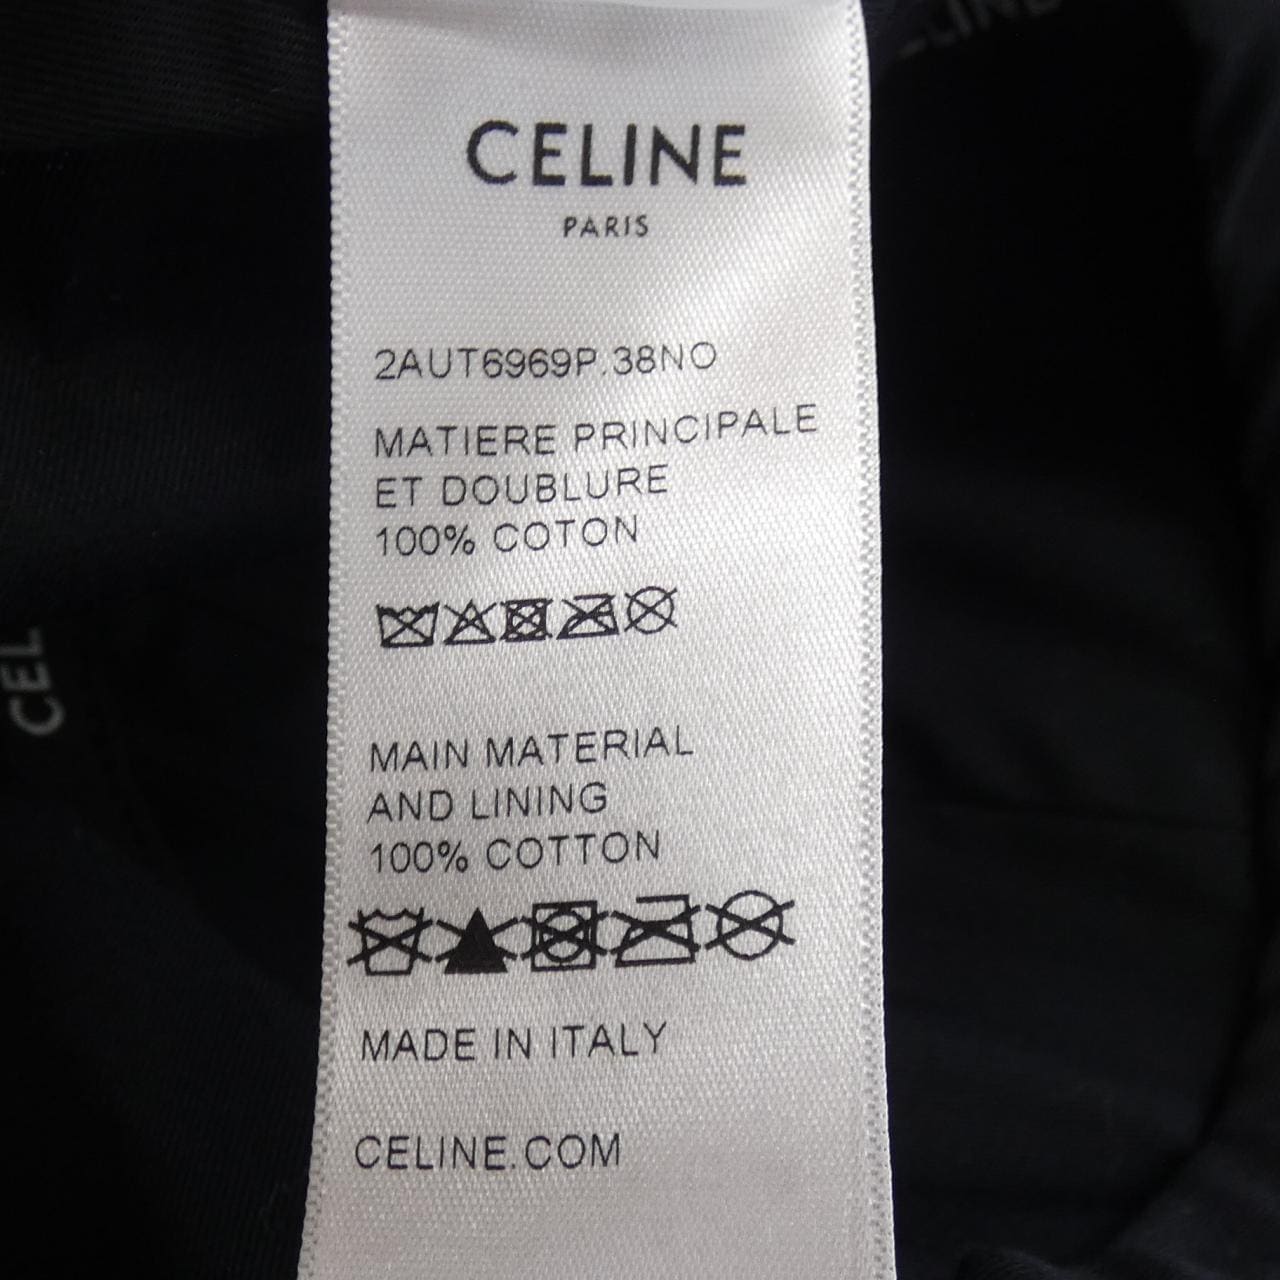 CELINE
PARIS
2AUT6969P.38NO
MATIERE PRINCIPALE
ET DOUBLURE
100% COTON
MAIN MATERIAL
AND LINING
100% COTTON
MADE IN ITALY
CELINE.COM
CEL